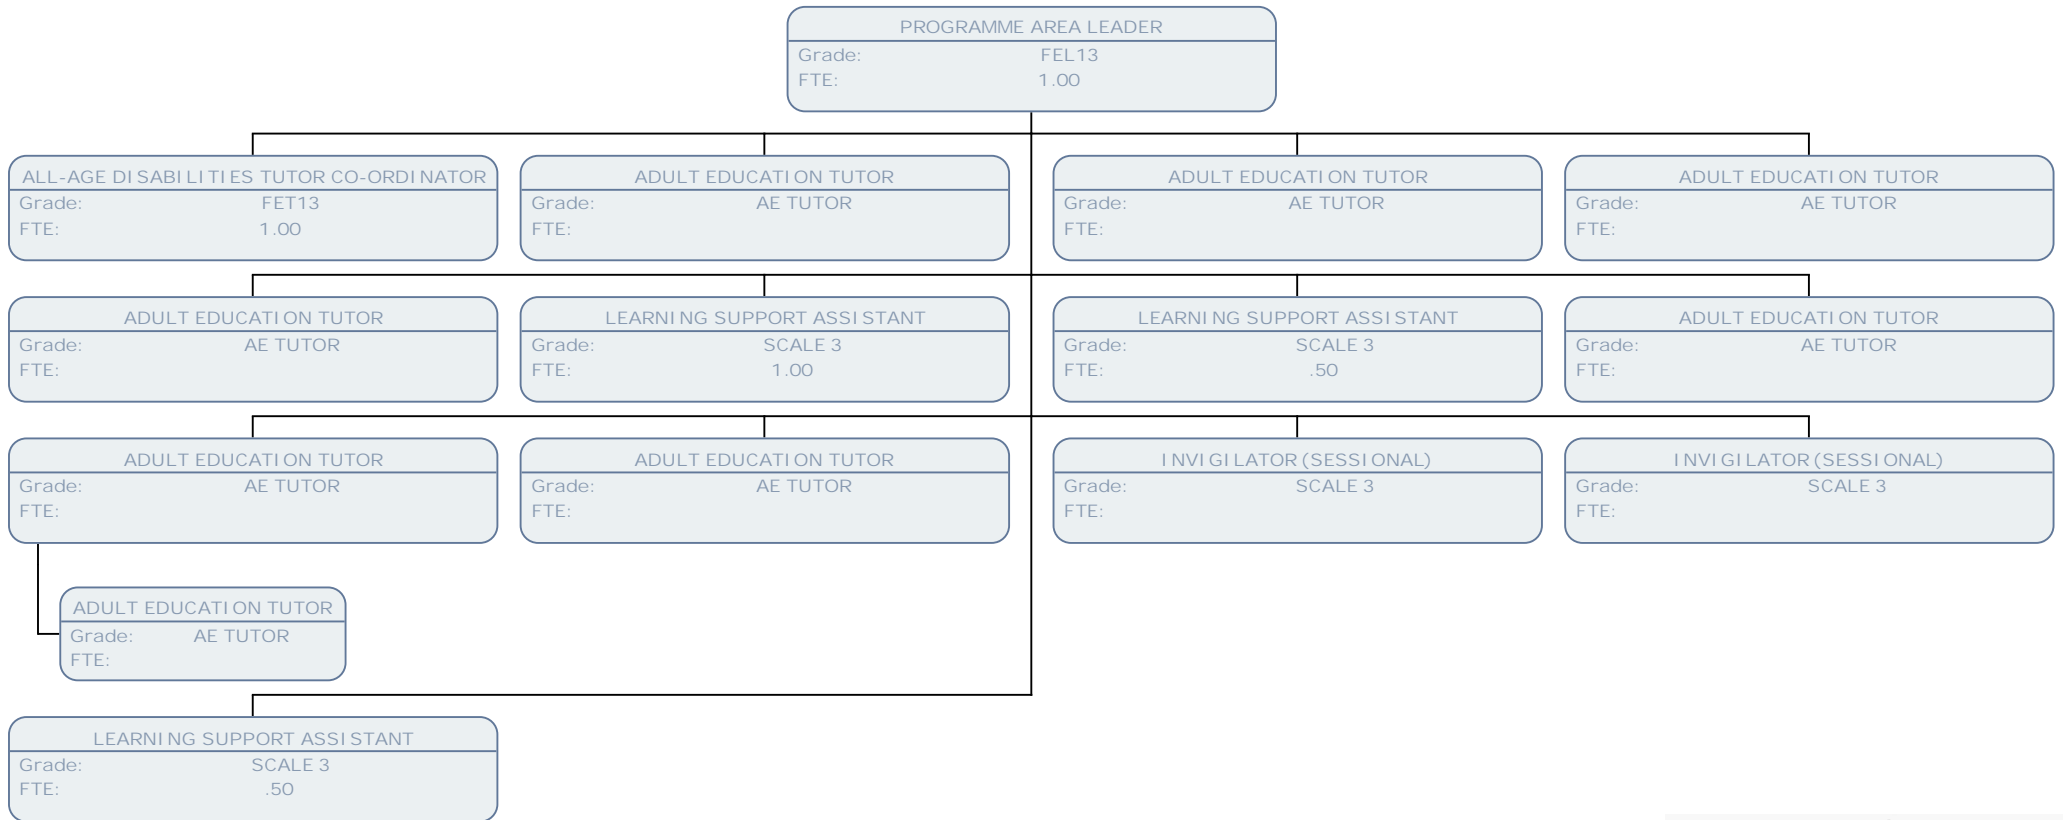 PROGRAMME AREA LEADER
Grade: FEL13
FTE: 1.00
ALL-AGE DISABILITIES TUTOR CO-ORDINATOR
Grade: FET13
FTE: 1.00
ADULT EDUCATION TUTOR
Grade: AE TUTOR
FTE:
ADULT EDUCATION TUTOR
Grade: AE TUTOR
FTE:
ADULT EDUCATION TUTOR
Grade: AE TUTOR
FTE:
ADULT EDUCATION TUTOR
Grade: AE TUTOR
FTE:
LEARNING SUPPORT ASSISTANT
Grade: SCALE 3
FTE: 1.00
LEARNING SUPPORT ASSISTANT
Grade: SCALE 3
FTE: .50
ADULT EDUCATION TUTOR
Grade: AE TUTOR
FTE:
ADULT EDUCATION TUTOR
Grade: AE TUTOR
FTE:
ADULT EDUCATION TUTOR
Grade: AE TUTOR
FTE:
INVIGILATOR (SESSIONAL)
Grade: SCALE 3
FTE:
INVIGILATOR (SESSIONAL)
Grade: SCALE 3
FTE:
ADULT EDUCATION TUTOR
Grade: AE TUTOR
FTE:
LEARNING SUPPORT ASSISTANT
Grade: SCALE 3
FTE: .50